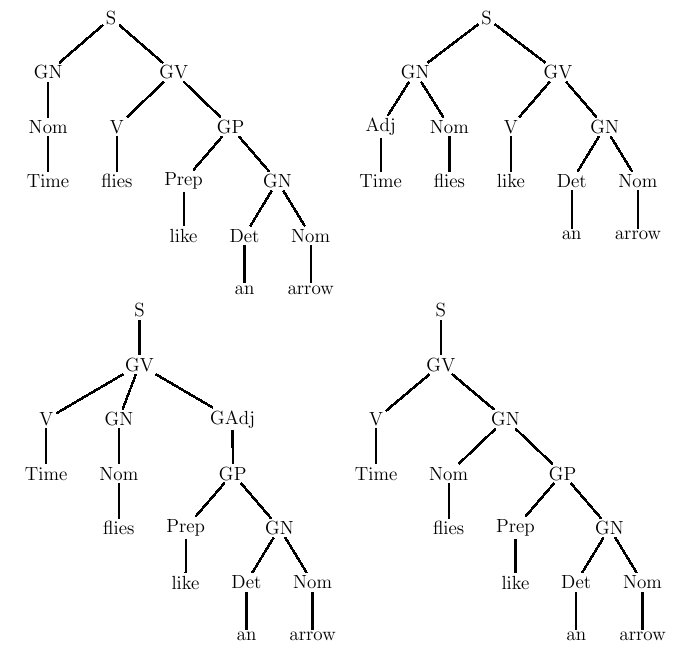 S S
GN GV GN GV
Nom V GP Adj Nom V GN
Time flies Prep GN Time flies like Det Nom
like Det Nom an arrow
an arrow
S S
GV GV
V GN GAdj V GN
Time Nom GP Time Nom GP
flies Prep GN flies Prep GN
like Det Nom like Det Nom
an arrow an arrow